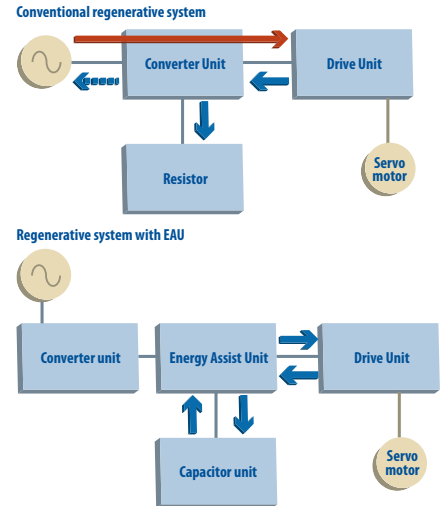 Conventional regenerative system
Converter Unit
Drive Unit
Resistor
Servo
motor
Regenerative system with EAU
Converter unit
Energy Assist Unit
Drive Unit
Capacitor unit
Servo
motor